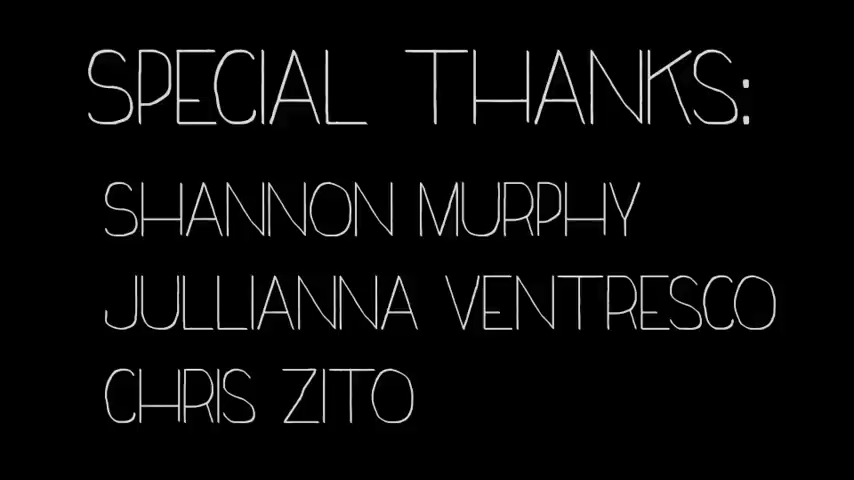 SPECIAL THANKS:
SHANNON MURPHY
JULLIANNA VENTRESCO
CHRIS ZITO